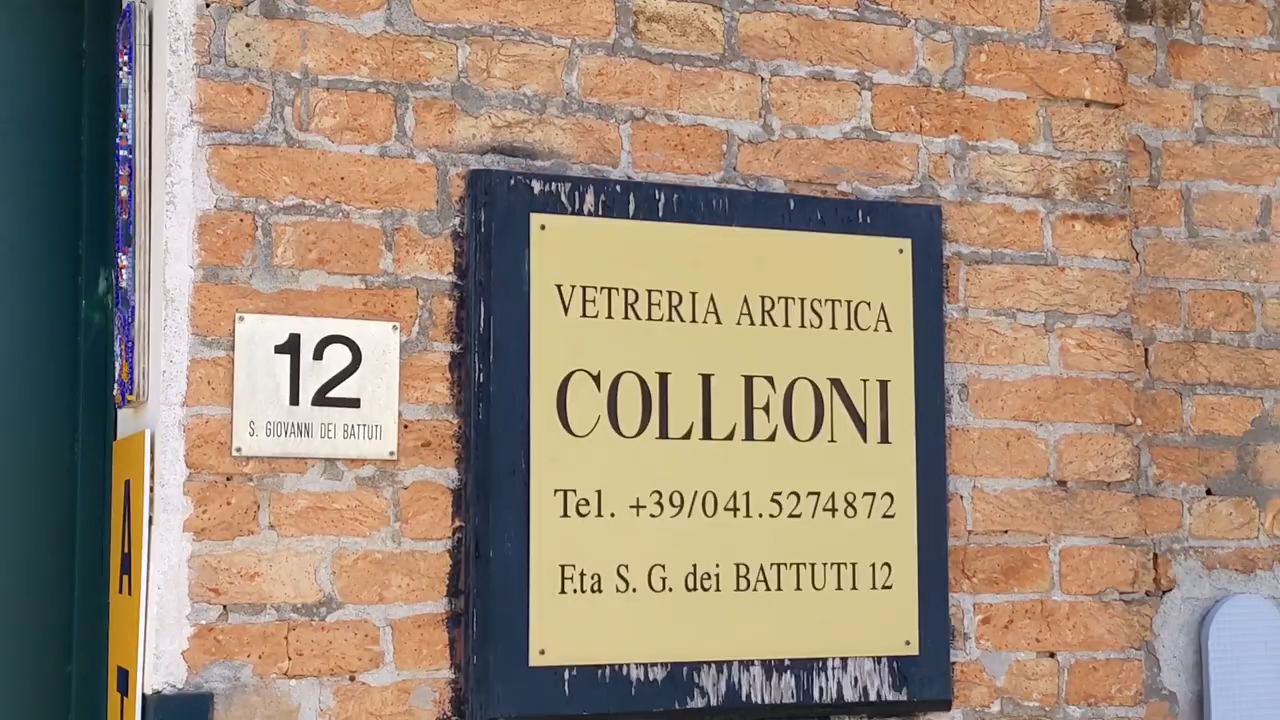 12
S. GIOVANNI DEI BATTUTI
VETRERIA ARTISTICA
COLLEONI
Tel. +39/041.5274872
F.ta S. G. dei BATTUTI 12
A